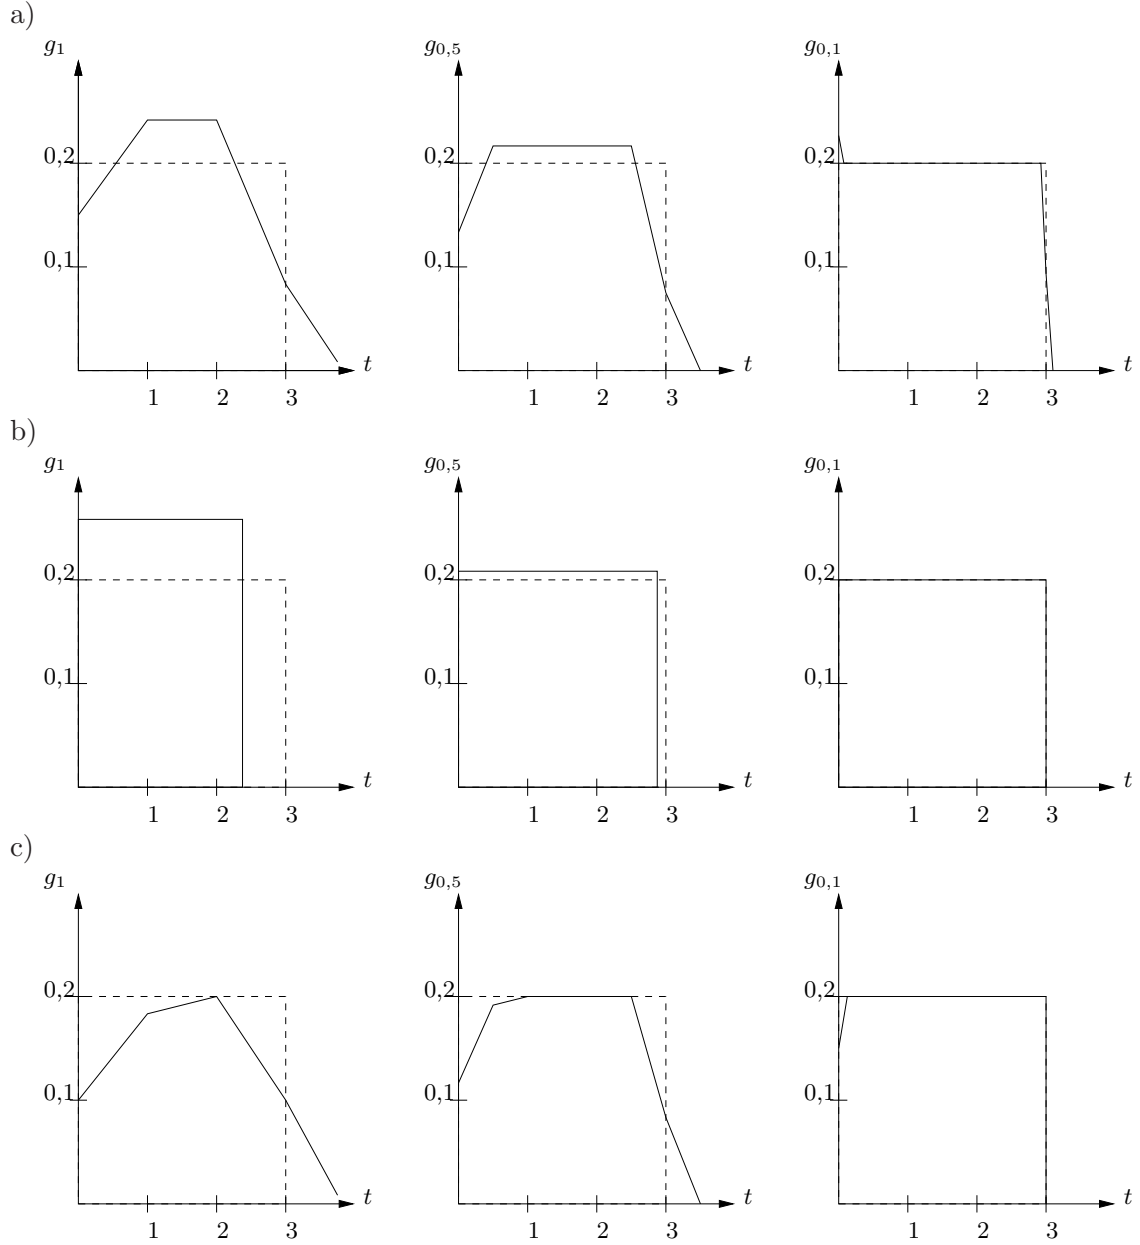 a)
g₁ g₀,₅ g₀,₁
0,2 0,2 0,2
0,1 0,1 0,1
t t t
1 2 3 1 2 3 1 2 3
b)
g₁ g₀,₅ g₀,₁
0,2 0,2 0,2
0,1 0,1 0,1
t t t
1 2 3 1 2 3 1 2 3
c)
g₁ g₀,₅ g₀,₁
0,2 0,2 0,2
0,1 0,1 0,1
t t t
1 2 3 1 2 3 1 2 3